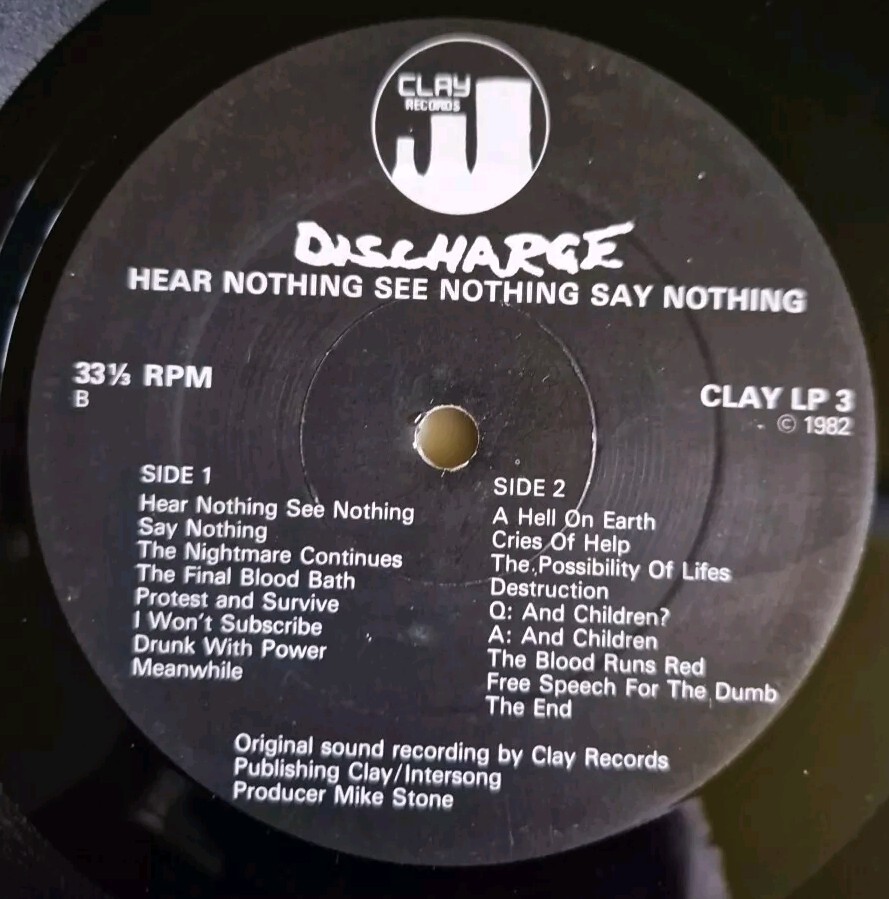 CLAY
RECORDS
DISCHARGE
HEAR NOTHING SEE NOTHING SAY NOTHING
33⅓ RPM
B
CLAY LP 3
© 1982
SIDE 1
Hear Nothing See Nothing
Say Nothing
The Nightmare Continues
The Final Blood Bath
Protest and Survive
I Won't Subscribe
Drunk With Power
Meanwhile
SIDE 2
A Hell On Earth
Cries Of Help
The Possibility Of Lifes
Destruction
Q: And Children?
A: And Children
The Blood Runs Red
Free Speech For The Dumb
The End
Original sound recording by Clay Records
Publishing Clay/Intersong
Producer Mike Stone